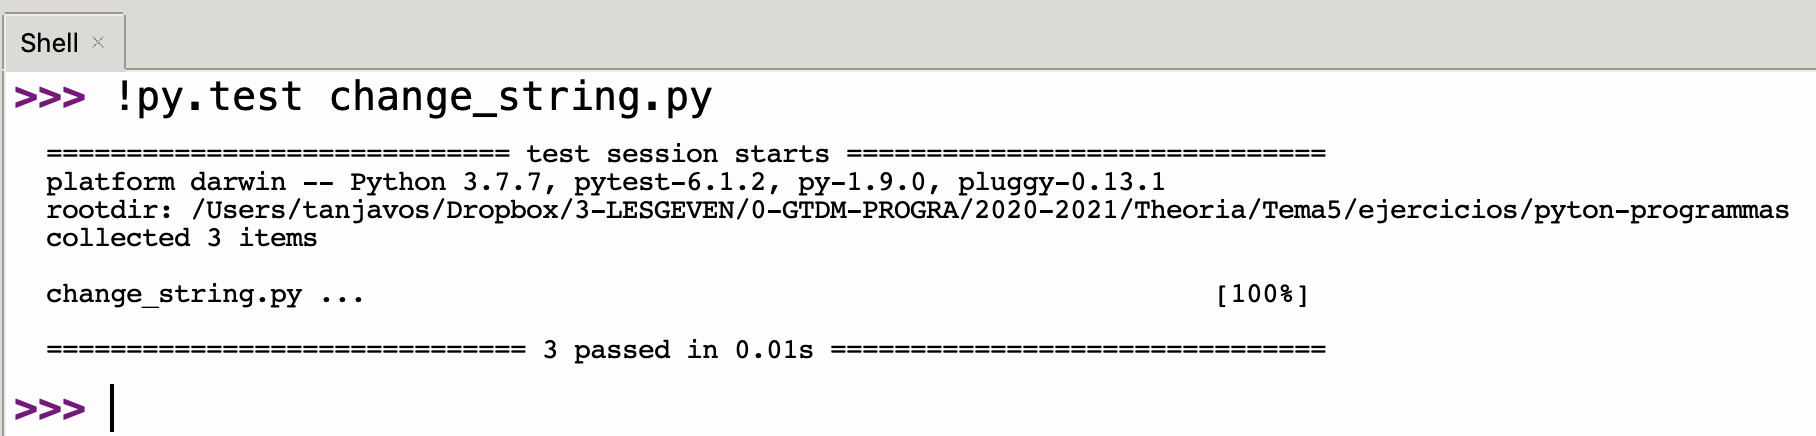 Shell ×
>>> !py.test change_string.py
============================= test session starts ==============================
platform darwin -- Python 3.7.7, pytest-6.1.2, py-1.9.0, pluggy-0.13.1
rootdir: /Users/tanjavos/Dropbox/3-LESGEVEN/0-GTDM-PROGRA/2020-2021/Theoria/Tema5/ejercicios/pyton-programmas
collected 3 items
change_string.py ... [100%]
============================== 3 passed in 0.01s ===============================
>>>